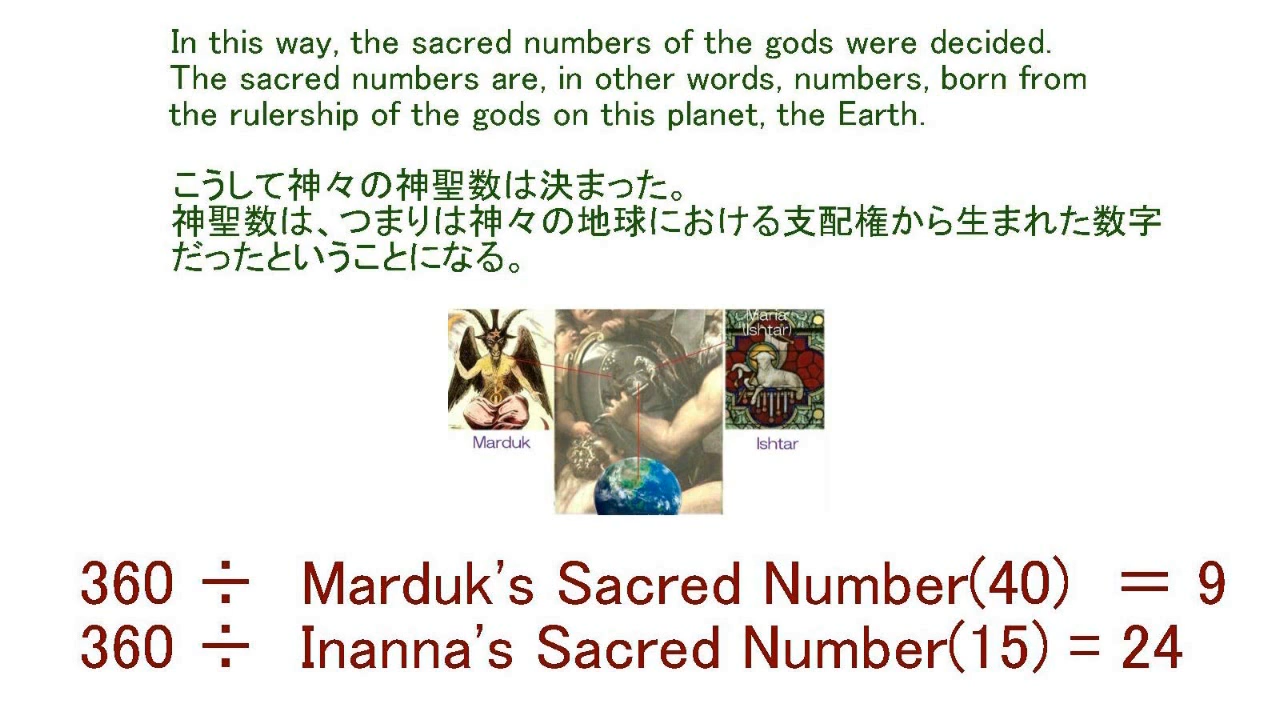 In this way, the sacred numbers of the gods were decided.
The sacred numbers are, in other words, numbers, born from
the rulership of the gods on this planet, the Earth.
こうして神々の神聖数は決まった。
神聖数は、つまりは神々の地球における支配権から生まれた数字
だったということになる。
Maria
(Ishtar)
Marduk
Ishtar
360 ÷ Marduk's Sacred Number(40) = 9
360 ÷ Inanna's Sacred Number(15) = 24